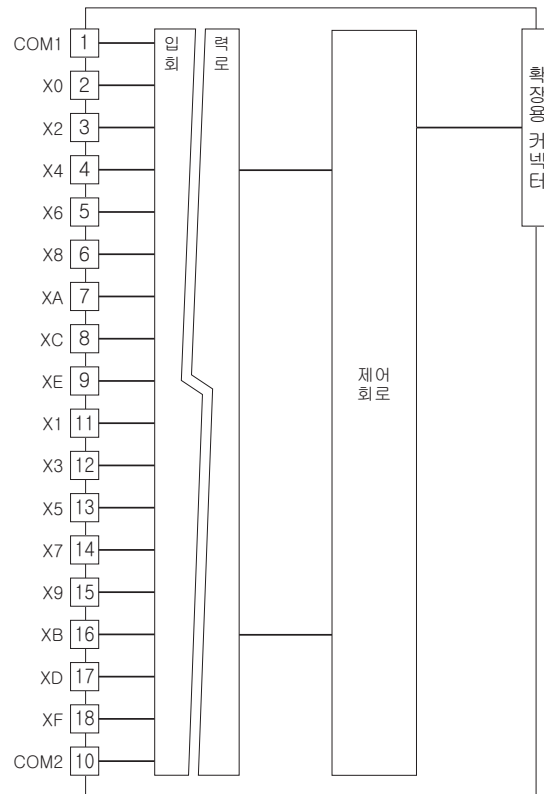 COM1 1
X0 2
X2 3
X4 4
X6 5
X8 6
XA 7
XC 8
XE 9
X1 11
X3 12
X5 13
X7 14
X9 15
XB 16
XD 17
XF 18
COM2 10
입 력
회 로
제어
회로
확장용 커넥터